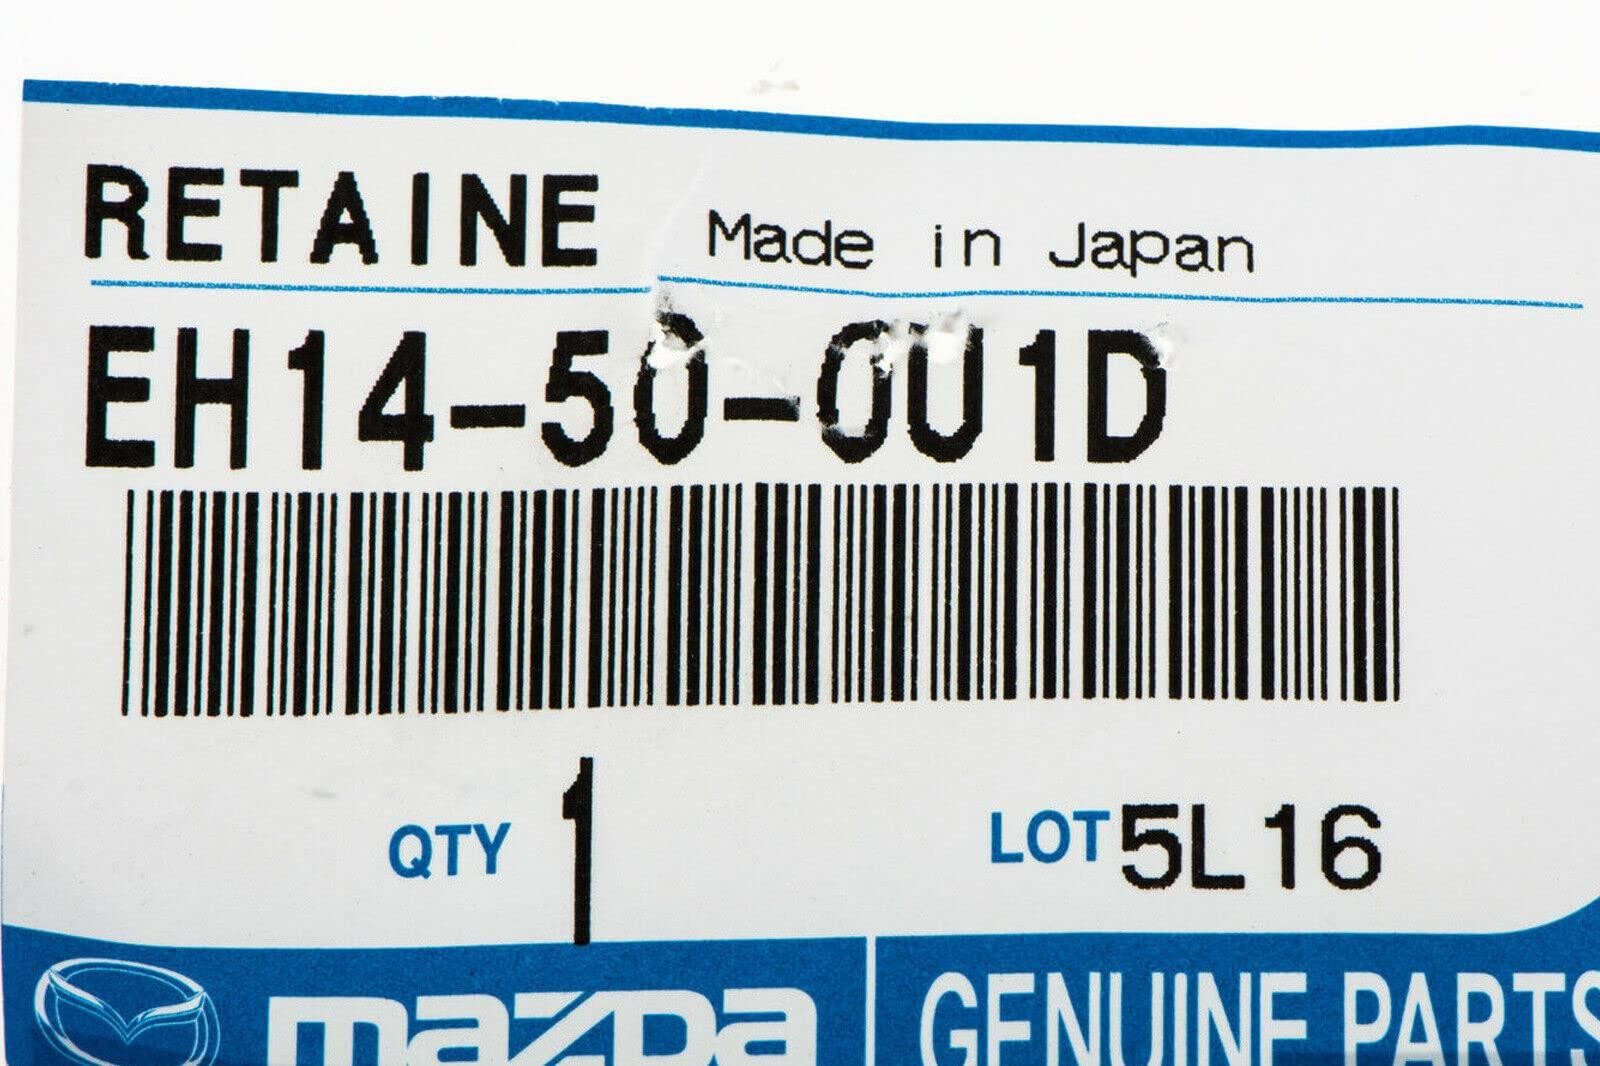 RETAINE Made in Japan
EH14-50-0U1D
QTY 1 LOT 5L16
mazda GENUINE PARTS